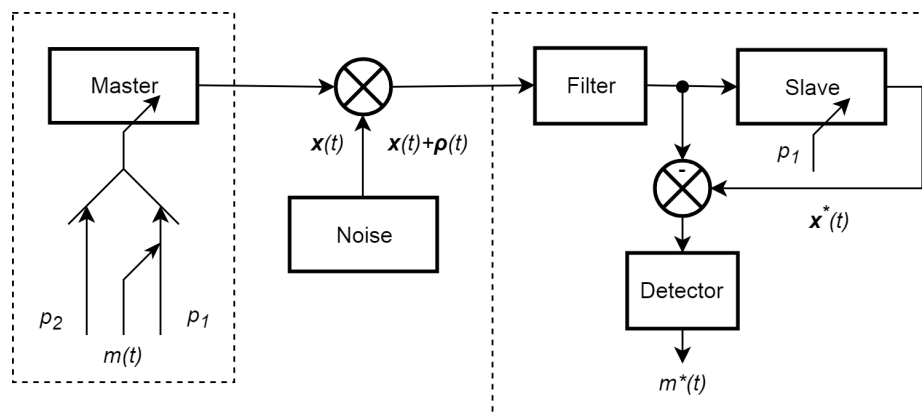 Master
Filter
Slave
x(t)
x(t)+ρ(t)
p1
-
Noise
x*(t)
Detector
p2
p1
m(t)
m*(t)